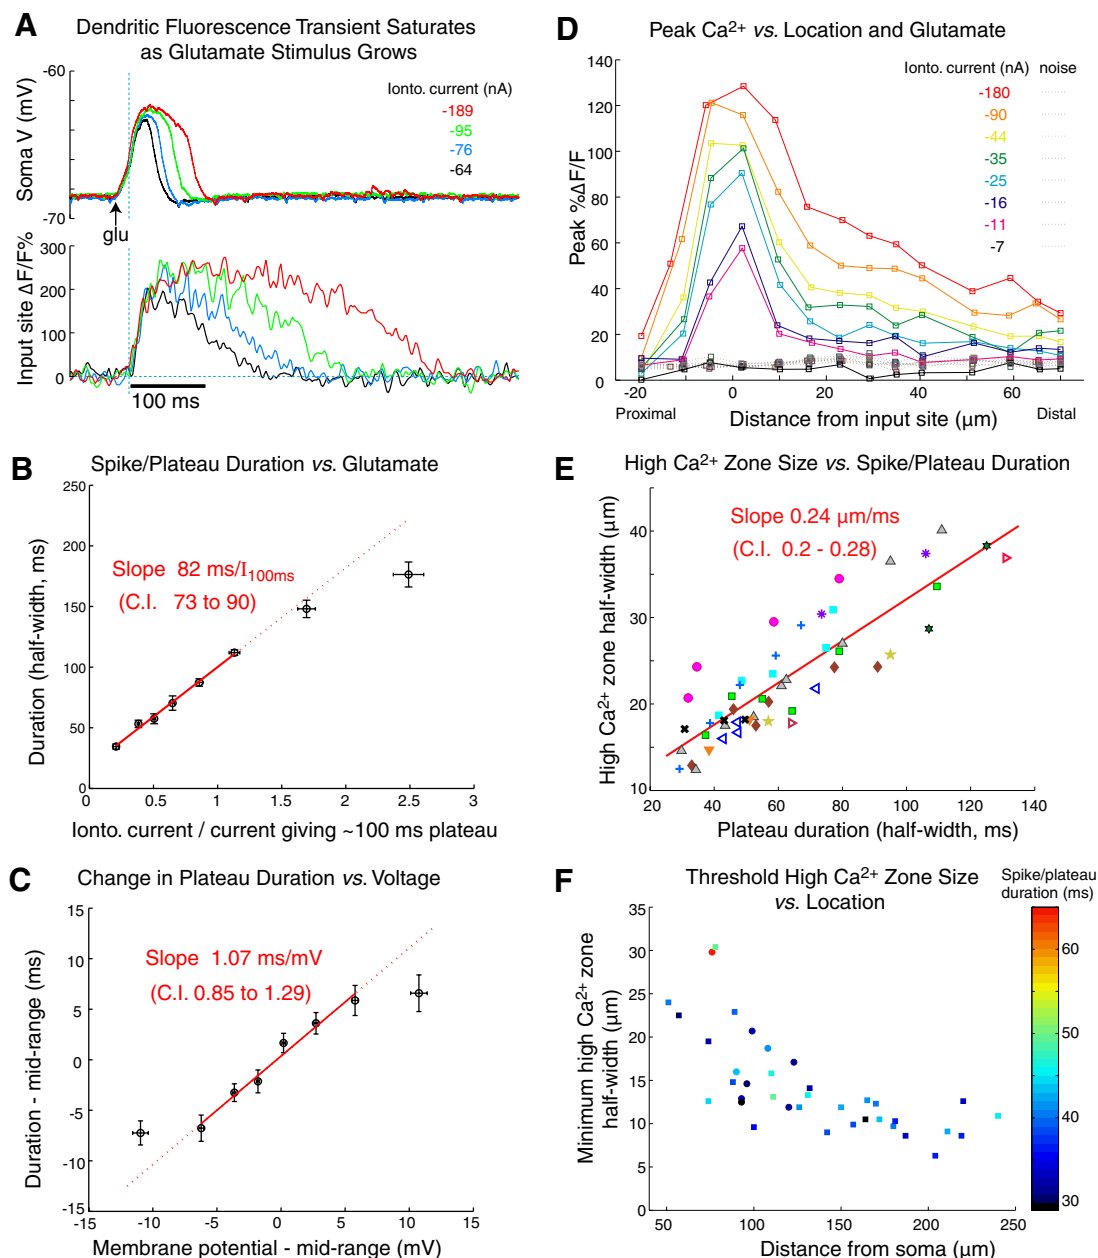 A
Dendritic Fluorescence Transient Saturates
as Glutamate Stimulus Grows
-60
Soma V (mV)
-70
Ionto. current (nA)
-189
-95
-76
-64
glu
300
200
100
0
Input site ΔF/F%
100 ms
B
Spike/Plateau Duration vs. Glutamate
250
200
150
100
50
0
Duration (half-width, ms)
Slope 82 ms/I100ms
(C.I. 73 to 90)
0 0.5 1 1.5 2 2.5 3
Ionto. current / current giving ~100 ms plateau
C
Change in Plateau Duration vs. Voltage
15
10
5
0
-5
-10
-15
Duration - mid-range (ms)
Slope 1.07 ms/mV
(C.I. 0.85 to 1.29)
-15 -10 -5 0 5 10 15
Membrane potential - mid-range (mV)
D
Peak Ca2+ vs. Location and Glutamate
140
120
100
80
60
40
20
0
Peak %ΔF/F
Ionto. current (nA) noise
-180
-90
-44
-35
-25
-16
-11
-7
-20 0 20 40 60
Proximal Distance from input site (μm) Distal
E
High Ca2+ Zone Size vs. Spike/Plateau Duration
40
30
20
10
High Ca2+ zone half-width (μm)
Slope 0.24 μm/ms
(C.I. 0.2 - 0.28)
20 40 60 80 100 120 140
Plateau duration (half-width, ms)
F
Threshold High Ca2+ Zone Size
vs. Location
Spike/plateau
duration (ms)
35
30
25
20
15
10
5
0
Minimum high Ca2+ zone
half-width (μm)
60
50
40
30
50 100 150 200 250
Distance from soma (μm)